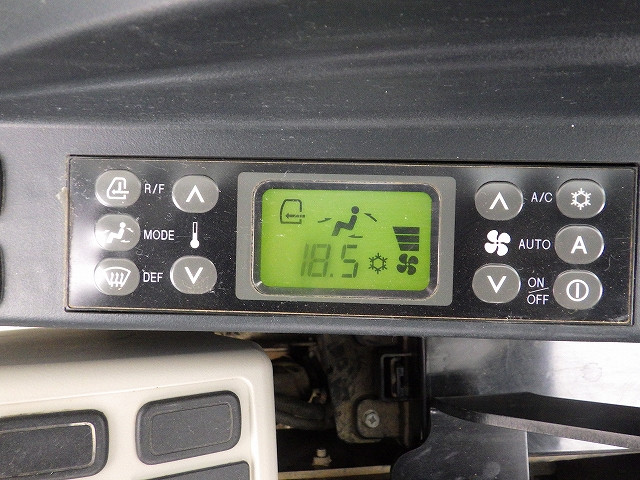 R/F
MODE
DEF
18.5
A/C
AUTO
A
ON/OFF